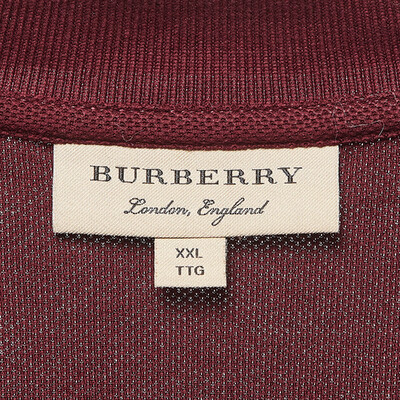 BURBERRY
London, England
XXL
TTG